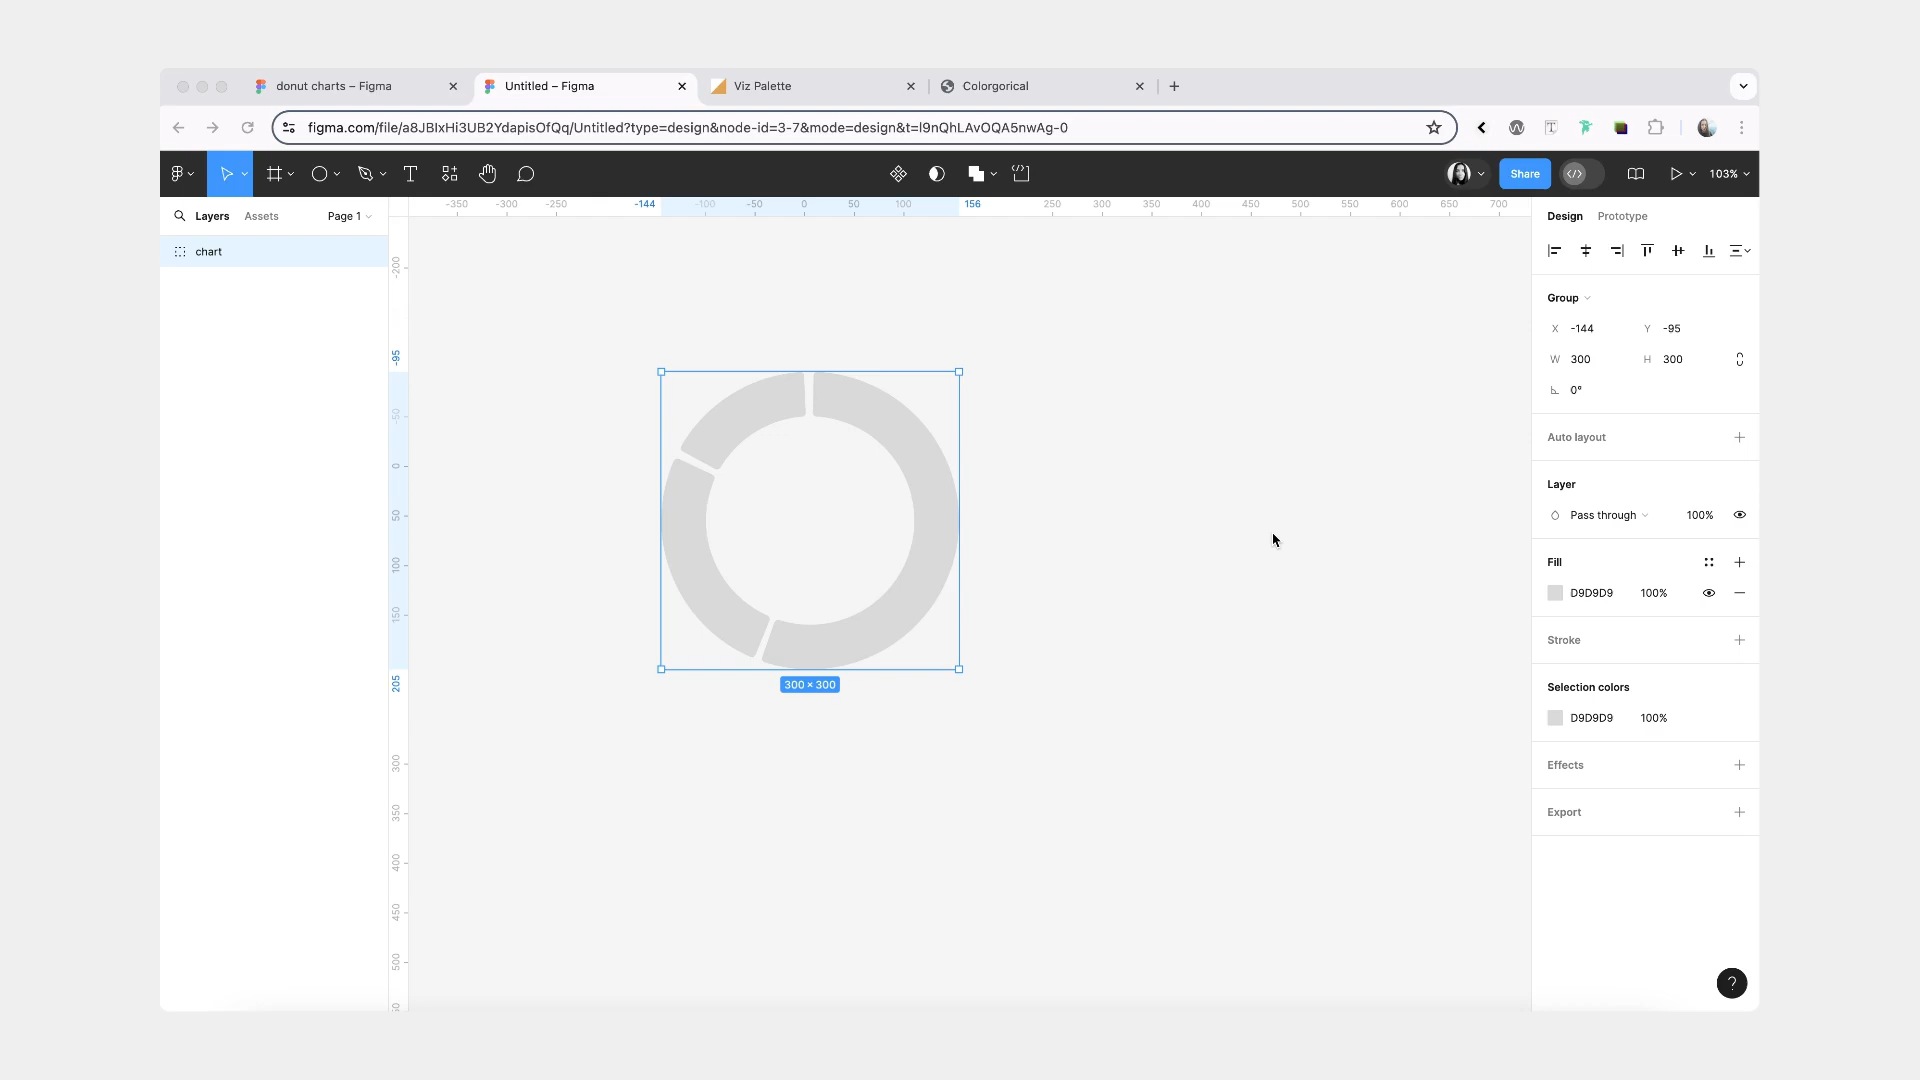 donut charts – Figma
Untitled – Figma
Viz Palette
Colorgorical
figma.com/file/a8JBIxHi3UB2YdapisOfQq/Untitled?type=design&node-id=3-7&mode=design&t=l9nQhLAvOQA5nwAg-0
Share
103%
Layers
Assets
Page 1
-350 -300 -250 -144 -100 -50 0 50 100 156 250 300 350 400 450 500 550 600 650 700
Design
Prototype
chart
-200
-95
-50
0
50
100
150
205
300
350
400
450
500
300 × 300
Group
X -144 Y -95
W 300 H 300
0°
Auto layout
Layer
Pass through 100%
Fill
D9D9D9 100%
Stroke
Selection colors
D9D9D9 100%
Effects
Export
?